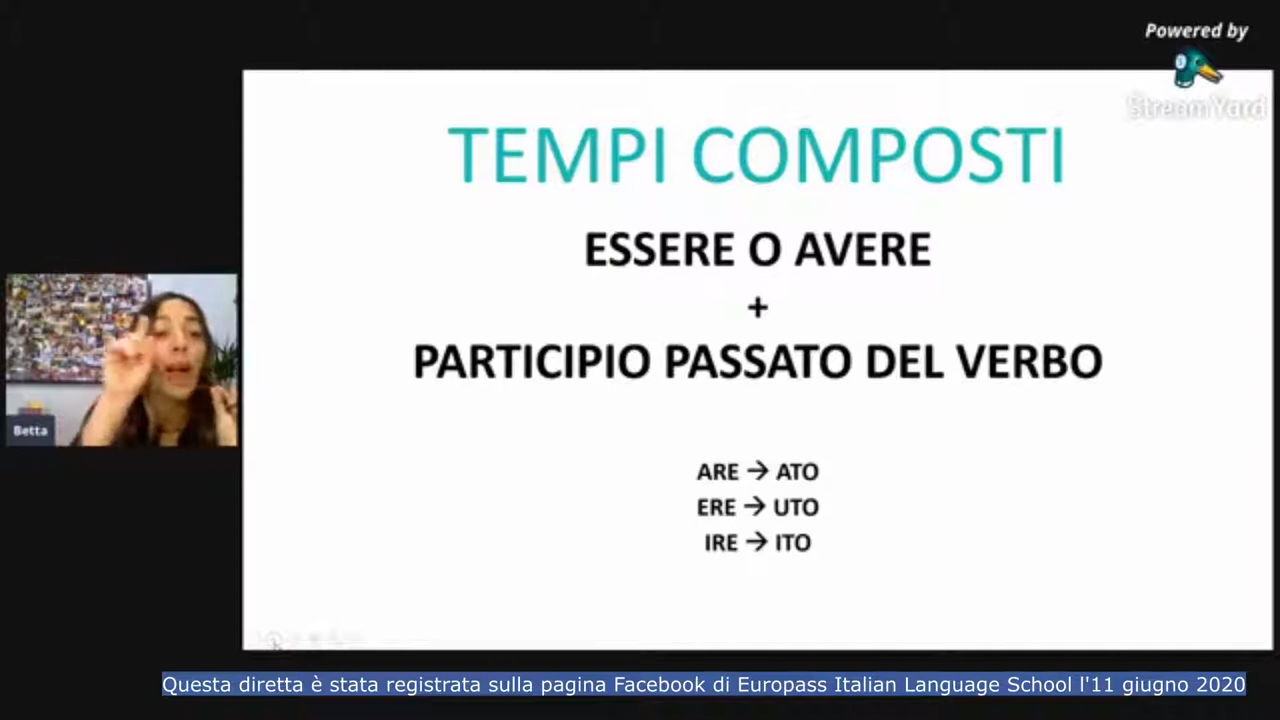 Powered by
StreamYard
TEMPI COMPOSTI
ESSERE O AVERE
+
PARTICIPIO PASSATO DEL VERBO
ARE → ATO
ERE → UTO
IRE → ITO
Betta
Questa diretta è stata registrata sulla pagina Facebook di Europass Italian Language School l'11 giugno 2020